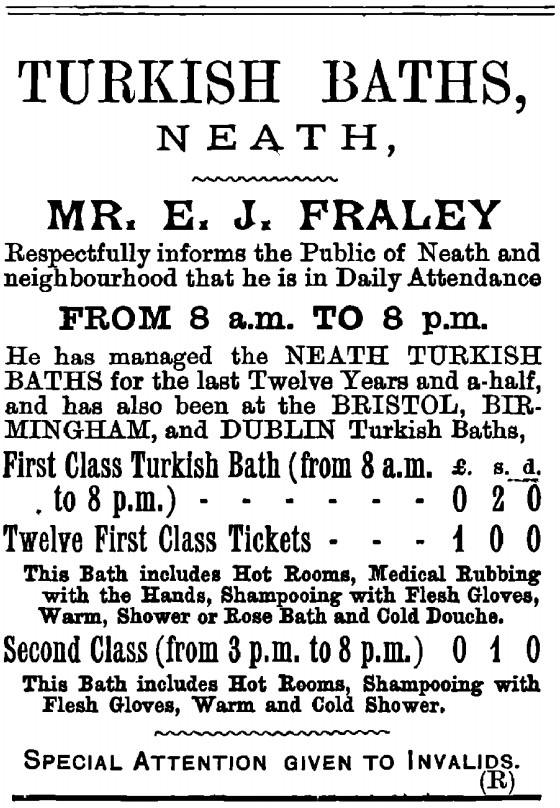 TURKISH BATHS,
NEATH,
MR. E. J. FRALEY
Respectfully informs the Public of Neath and
neighbourhood that he is in Daily Attendance
FROM 8 a.m. TO 8 p.m.
He has managed the NEATH TURKISH
BATHS for the last Twelve Years and a-half,
and has also been at the BRISTOL, BIR-
MINGHAM, and DUBLIN Turkish Baths,
First Class Turkish Bath (from 8 a.m. £. s. d.
to 8 p.m.) - - - - - - 0 2 0
Twelve First Class Tickets - - - 1 0 0
This Bath includes Hot Rooms, Medical Rubbing
with the Hands, Shampooing with Flesh Gloves,
Warm, Shower or Rose Bath and Cold Douche.
Second Class (from 3 p.m. to 8 p.m.) 0 1 0
This Bath includes Hot Rooms, Shampooing with
Flesh Gloves, Warm and Cold Shower.
SPECIAL ATTENTION GIVEN TO INVALIDS.
(R)